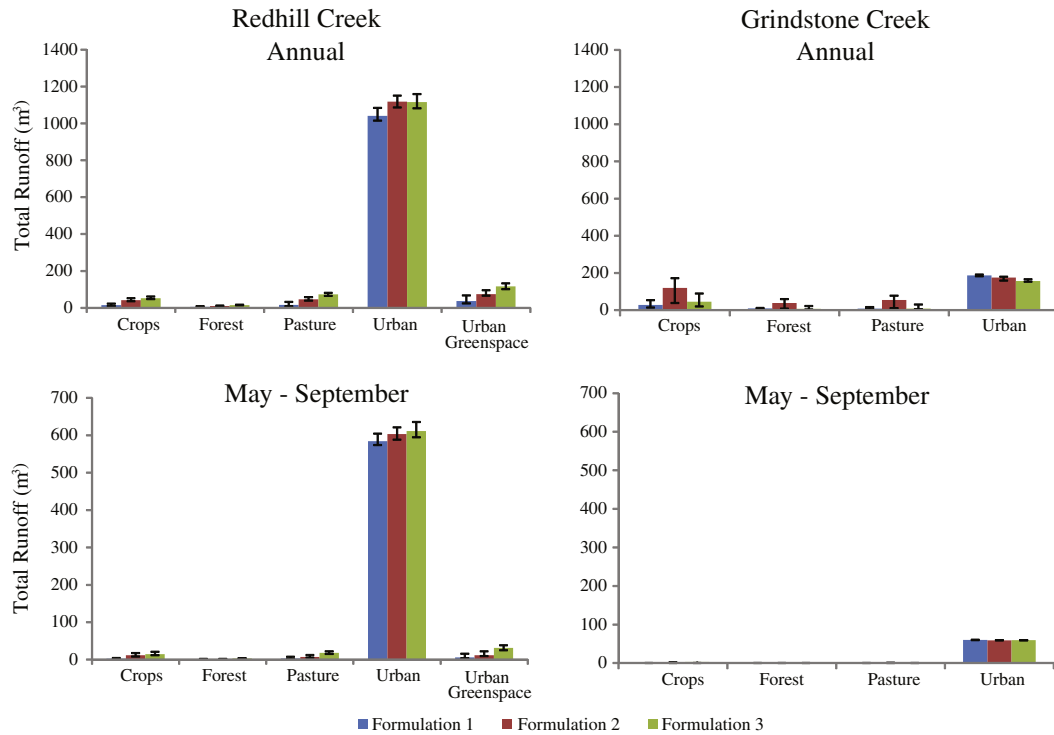 Redhill Creek
Annual
Grindstone Creek
Annual
Total Runoff (m³)
1400
1200
1000
800
600
400
200
0
Crops
Forest
Pasture
Urban
Urban
Greenspace
1400
1200
1000
800
600
400
200
0
Crops
Forest
Pasture
Urban
May - September
Total Runoff (m³)
700
600
500
400
300
200
100
0
Crops
Forest
Pasture
Urban
Urban
Greenspace
May - September
700
600
500
400
300
200
100
0
Crops
Forest
Pasture
Urban
Formulation 1
Formulation 2
Formulation 3